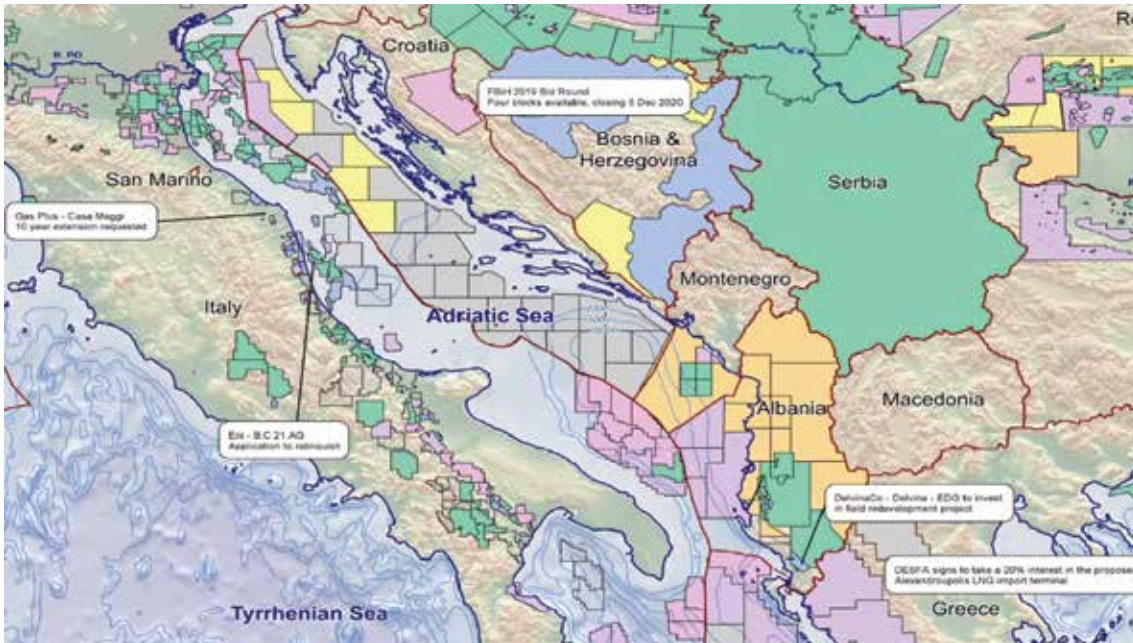 Croatia
FBiH 2019 Bid Round
Four blocks available, closing 5 Dec 2020
Bosnia &
Herzegovina
San Marino
Serbia
Gas Plus - Casa Maggi
10 year extension requested
Montenegro
Italy
Adriatic Sea
Albania
Macedonia
Eni - B.C 21.AG
Application to relinquish
DelvinaCo - Delvina - EDG to invest
in field redevelopment project
DESFA signs to take a 20% interest in the propose
Alexandroupolis LNG import terminal
Greece
Tyrrhenian Sea